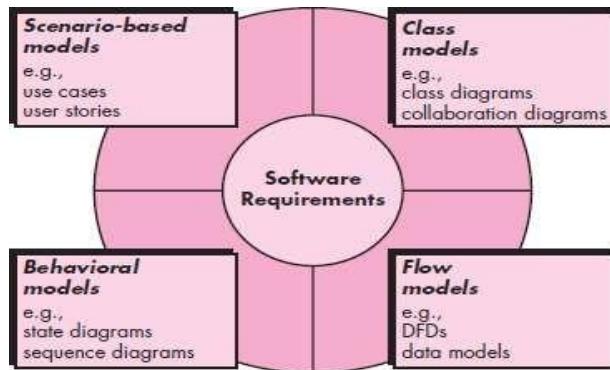 Scenario-based
models
e.g.,
use cases
user stories
Class
models
e.g.,
class diagrams
collaboration diagrams
Software
Requirements
Behavioral
models
e.g.,
state diagrams
sequence diagrams
Flow
models
e.g.,
DFDs
data models